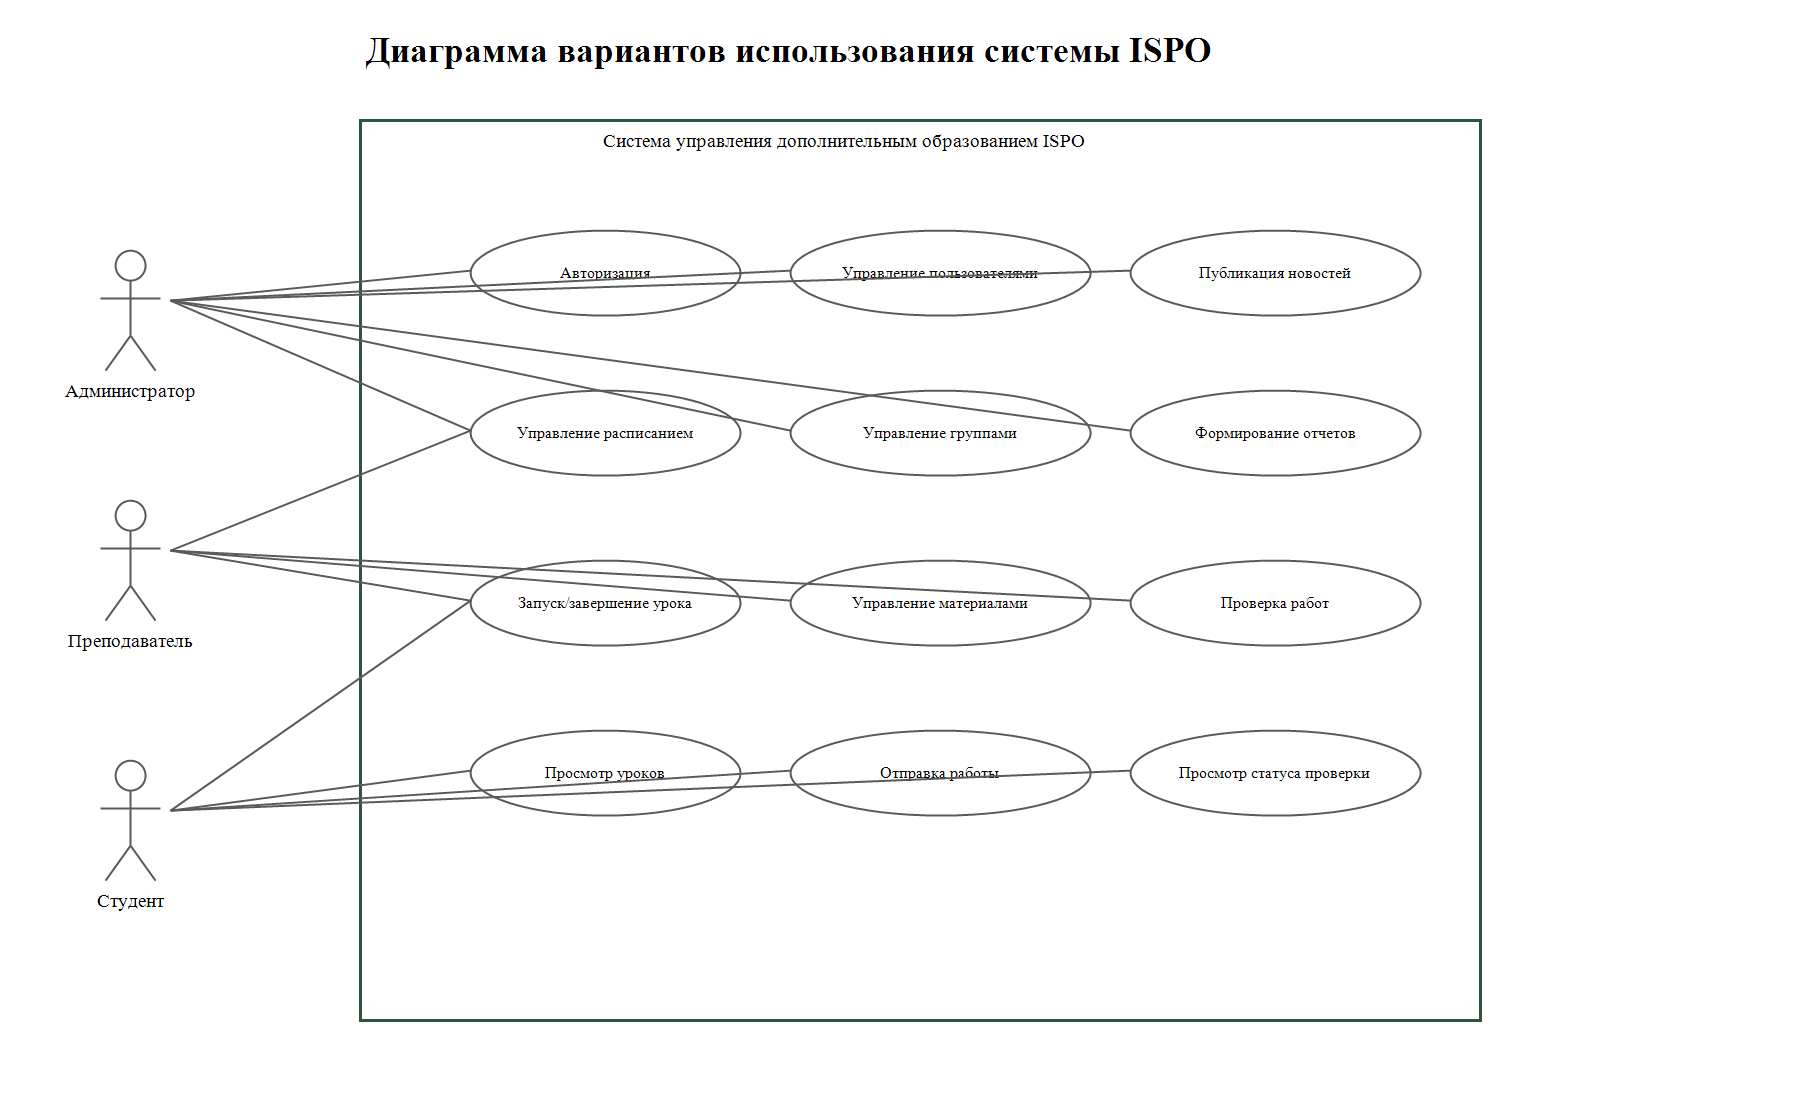 Диаграмма вариантов использования системы ISPO
Система управления дополнительным образованием ISPO
Авторизация
Управление пользователями
Публикация новостей
Администратор
Управление расписанием
Управление группами
Формирование отчетов
Преподаватель
Запуск/завершение урока
Управление материалами
Проверка работ
Просмотр уроков
Отправка работы
Просмотр статуса проверки
Студент